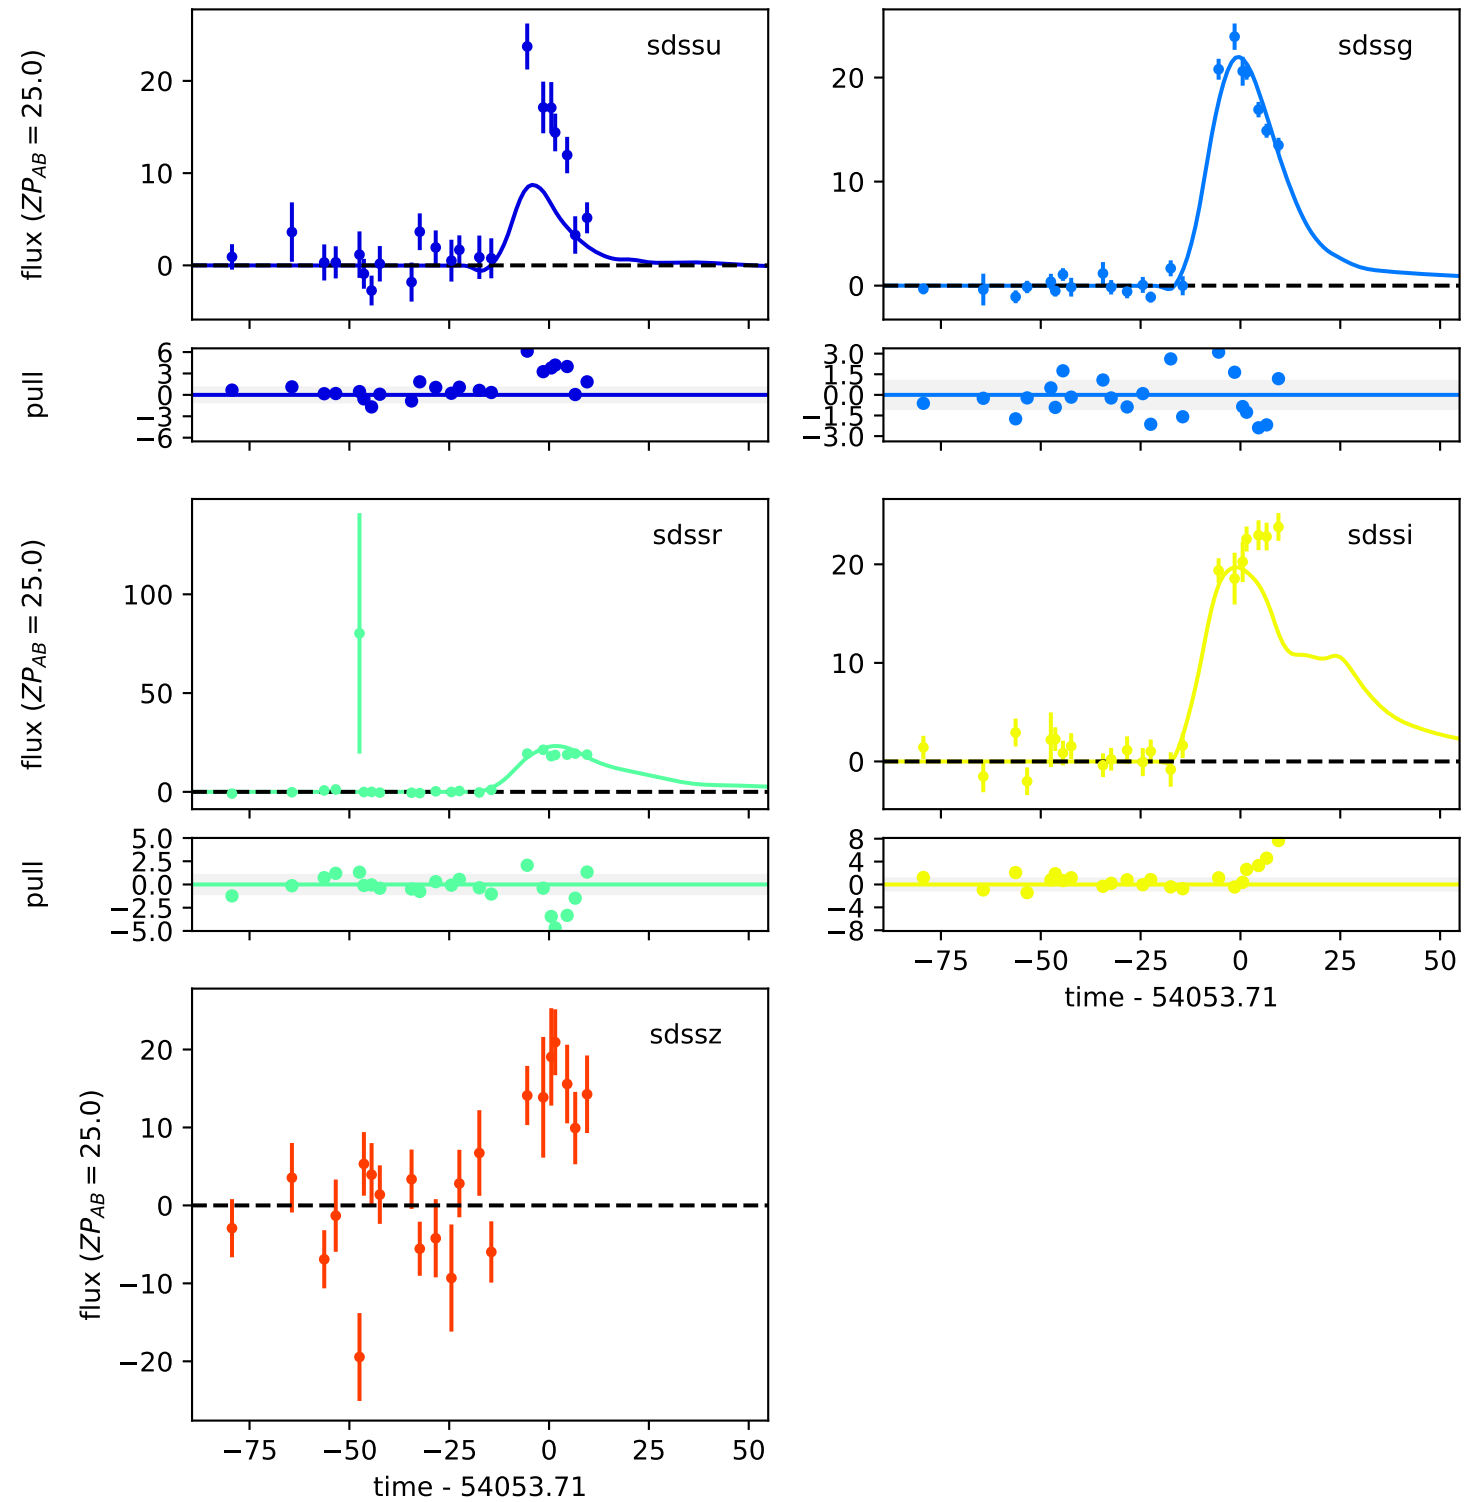 sdssu
flux (ZP_AB = 25.0)
20
10
0
sdssg
20
10
0
pull
6
3
0
−3
−6
3.0
1.5
0.0
−1.5
−3.0
sdssr
flux (ZP_AB = 25.0)
100
50
0
sdssi
20
10
0
pull
5.0
2.5
0.0
−2.5
−5.0
8
4
0
−4
−8
−75 −50 −25 0 25 50
time - 54053.71
sdssz
flux (ZP_AB = 25.0)
20
10
0
−10
−20
−75 −50 −25 0 25 50
time - 54053.71